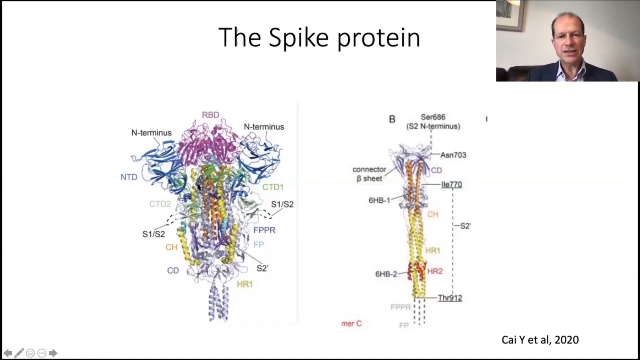 The Spike protein
RBD
N-terminus
N-terminus
NTD
CTD1
CTD2
S1/S2
S1/S2
FPPR
FP
CH
S2'
CD
HR1
B
Ser686
(S2 N-terminus)
Asn703
connector
β sheet
CD
Ile770
6HB-1
CH
S2'
HR1
6HB-2
HR2
Thr912
FPPR
FP
mer C
Cai Y et al, 2020